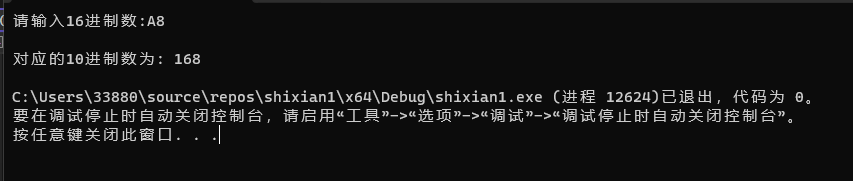 请输入16进制数:A8
对应的10进制数为: 168
C:\Users\33880\source\repos\shixian1\x64\Debug\shixian1.exe (进程 12624)已退出，代码为 0。
要在调试停止时自动关闭控制台，请启用“工具”->“选项”->“调试”->“调试停止时自动关闭控制台”。
按任意键关闭此窗口. . .